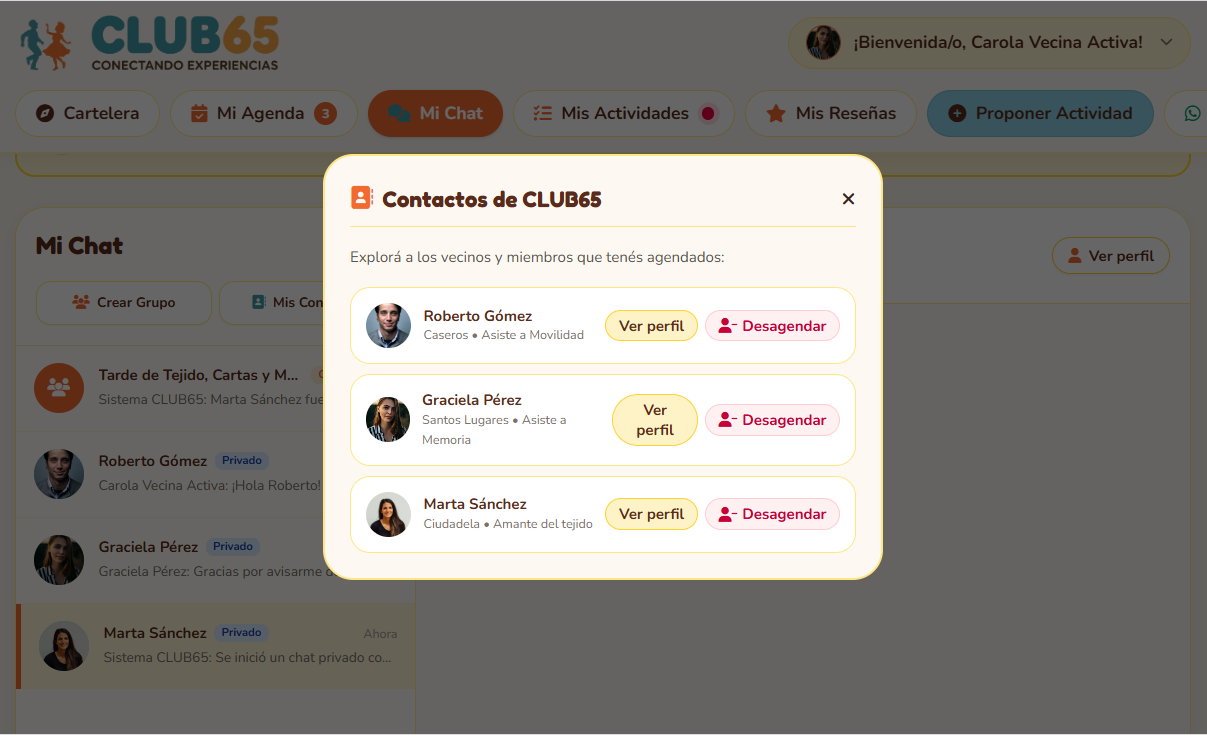 CLUB65
CONECTANDO EXPERIENCIAS
¡Bienvenida/o, Carola Vecina Activa!
Cartelera
Mi Agenda 3
Mi Chat
Mis Actividades
Mis Reseñas
Proponer Actividad
Contactos de CLUB65
Explorá a los vecinos y miembros que tenés agendados:
Roberto Gómez
Caseros • Asiste a Movilidad
Ver perfil
Desagendar
Graciela Pérez
Santos Lugares • Asiste a
Memoria
Ver
perfil
Desagendar
Marta Sánchez
Ciudadela • Amante del tejido
Ver perfil
Desagendar
Mi Chat
Ver perfil
Crear Grupo
Mis Con
Tarde de Tejido, Cartas y M...
Sistema CLUB65: Marta Sánchez fue
Roberto Gómez Privado
Carola Vecina Activa: ¡Hola Roberto!
Graciela Pérez Privado
Graciela Pérez: Gracias por avisarme
Marta Sánchez Privado Ahora
Sistema CLUB65: Se inició un chat privado co...